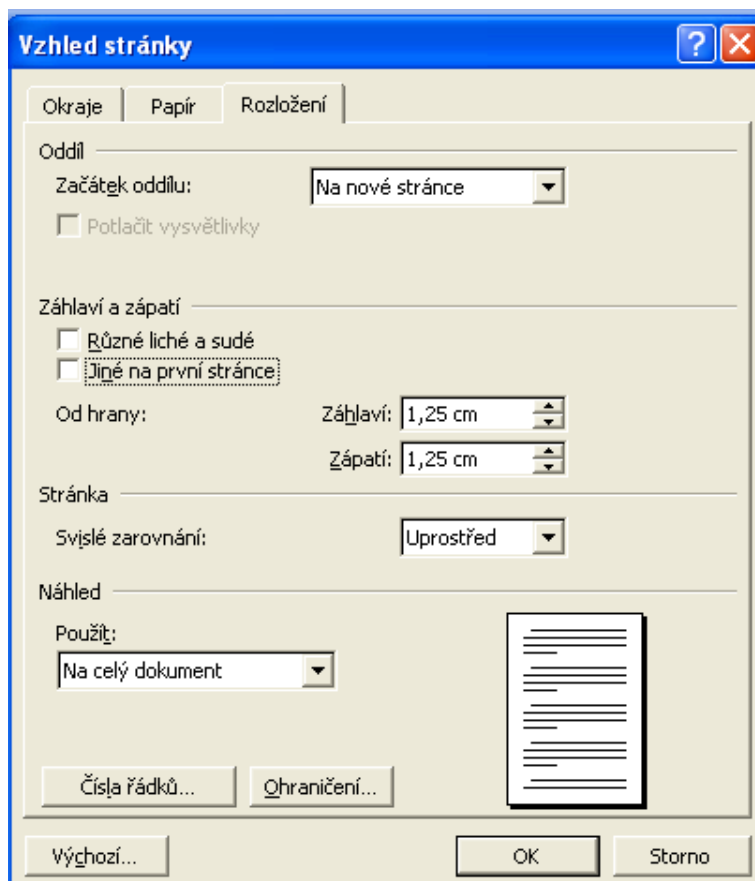 Vzhled stránky
Okraje Papír Rozložení
Oddíl
Začátek oddílu: Na nové stránce
Potlačit vysvětlivky
Záhlaví a zápatí
Různé liché a sudé
Jiné na první stránce
Od hrany: Záhlaví: 1,25 cm
Zápatí: 1,25 cm
Stránka
Svislé zarovnání: Uprostřed
Náhled
Použít:
Na celý dokument
Čísla řádků... Ohraničení...
Výchozí... OK Storno